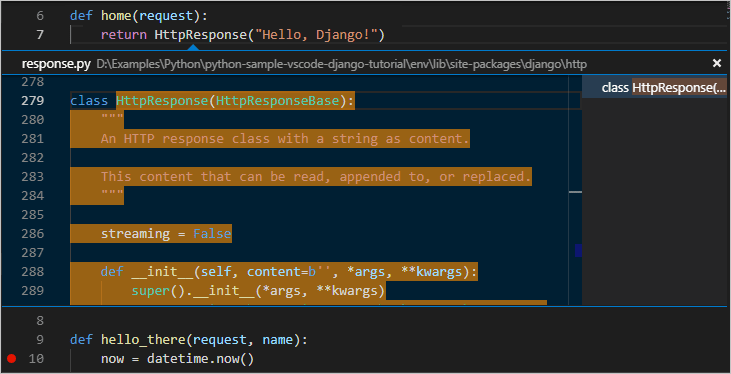 6 def home(request):
7 return HttpResponse("Hello, Django!")
response.py D:\Examples\Python\python-sample-vscode-django-tutorial\env\lib\site-packages\django\http
278
279 class HttpResponse(HttpResponseBase):
class HttpResponse(...
280 """
281 An HTTP response class with a string as content.
282
283 This content that can be read, appended to, or replaced.
284 """
285
286 streaming = False
287
288 def __init__(self, content=b'', *args, **kwargs):
289 super().__init__(*args, **kwargs)
8
9 def hello_there(request, name):
10 now = datetime.now()